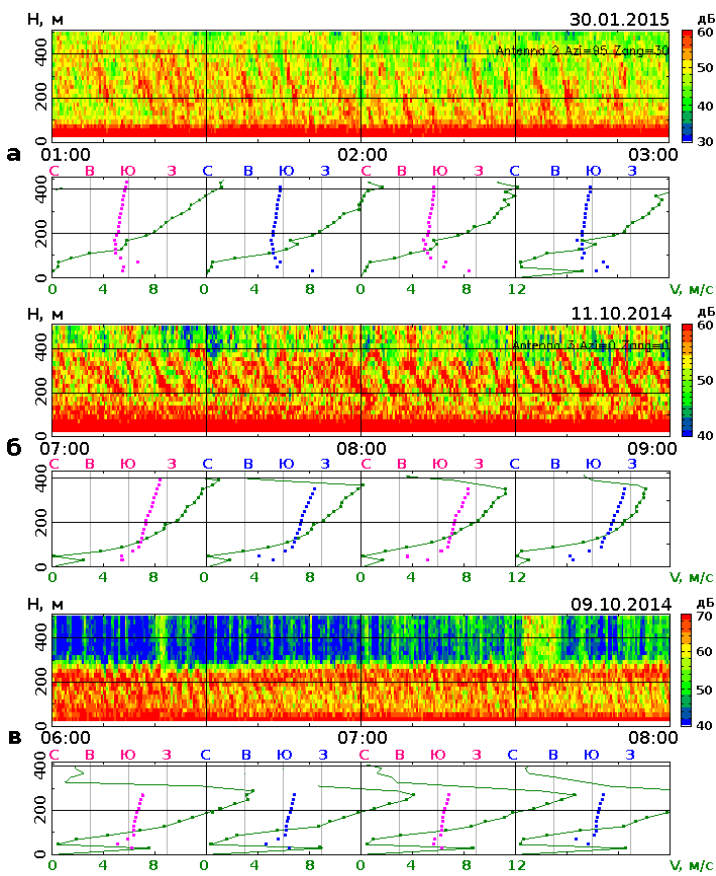 Н, м 30.01.2015 дБ
400 Antenna 2 Azi=95 Zang=30 60
50
200
40
0 30
а 01:00 02:00 03:00
С В Ю З С В Ю З С В Ю З С В Ю З
400
200
0
0 4 8 0 4 8 0 4 8 12 V, м/с
Н, м 11.10.2014 дБ
400 Antenna 3 Azi=0 Zang=0 60
50
200
0 40
б 07:00 08:00 09:00
С В Ю З С В Ю З С В Ю З С В Ю З
400
200
0
0 4 8 0 4 8 0 4 8 12 V, м/с
Н, м 09.10.2014 дБ
400 70
60
200 50
0 40
в 06:00 07:00 08:00
С В Ю З С В Ю З С В Ю З С В Ю З
400
200
0
0 4 8 0 4 8 0 4 8 12 V, м/с